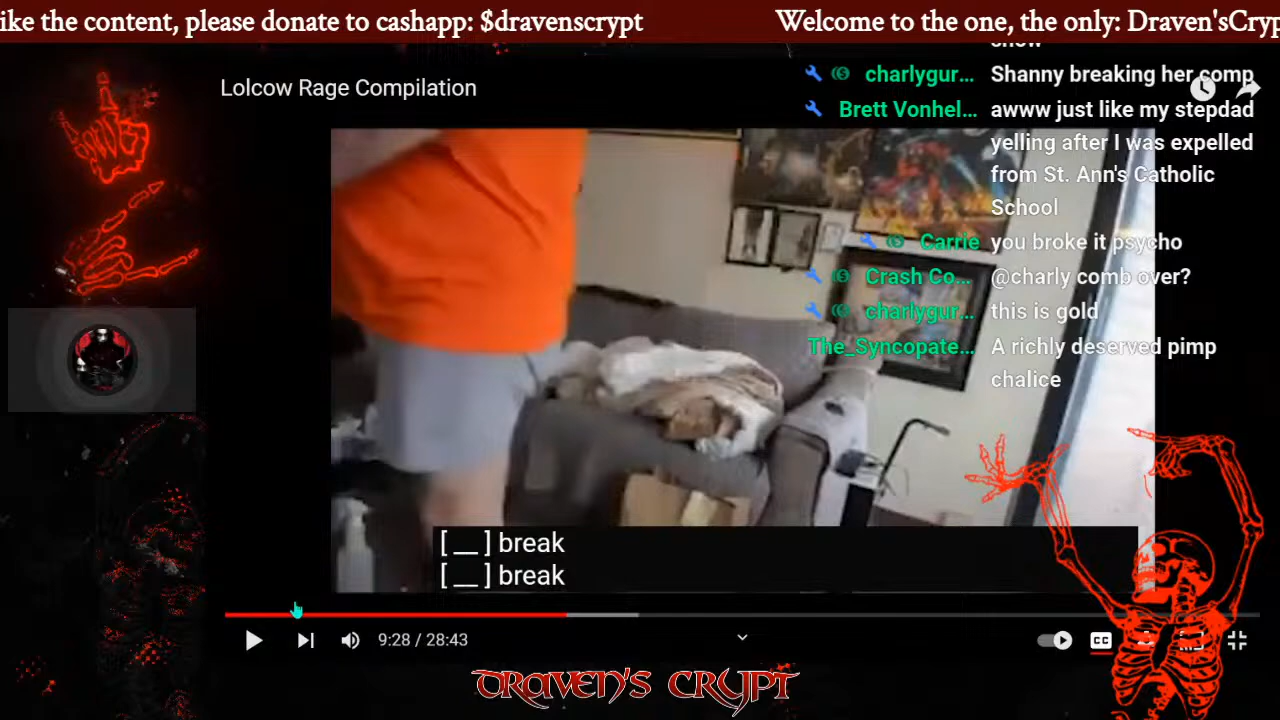 ike the content, please donate to cashapp: $dravenscrypt
Welcome to the one, the only: Draven'sCryp
Lolcow Rage Compilation
show
charlygur... Shanny breaking her comp
Brett Vonhel... awww just like my stepdad
yelling after I was expelled
from St. Ann's Catholic
School
Carrie you broke it psycho
Crash Co... @charly comb over?
charlygur... this is gold
The_Syncopate... A richly deserved pimp
chalice
[ __ ] break
[ __ ] break
9:28 / 28:43
CC
DRAVEN'S CRYPT